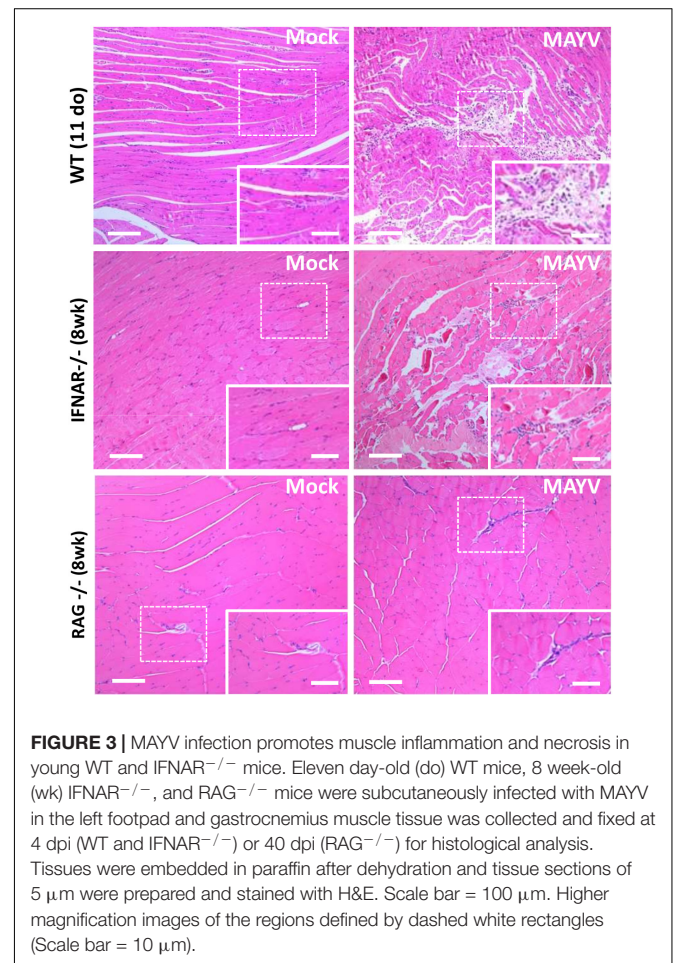 Mock MAYV
WT (11 do)
Mock MAYV
IFNAR-/- (8wk)
Mock MAYV
RAG -/- (8wk)
FIGURE 3 | MAYV infection promotes muscle inflammation and necrosis in
young WT and IFNAR−/− mice. Eleven day-old (do) WT mice, 8 week-old
(wk) IFNAR−/−, and RAG−/− mice were subcutaneously infected with MAYV
in the left footpad and gastrocnemius muscle tissue was collected and fixed at
4 dpi (WT and IFNAR−/−) or 40 dpi (RAG−/−) for histological analysis.
Tissues were embedded in paraffin after dehydration and tissue sections of
5 μm were prepared and stained with H&E. Scale bar = 100 μm. Higher
magnification images of the regions defined by dashed white rectangles
(Scale bar = 10 μm).